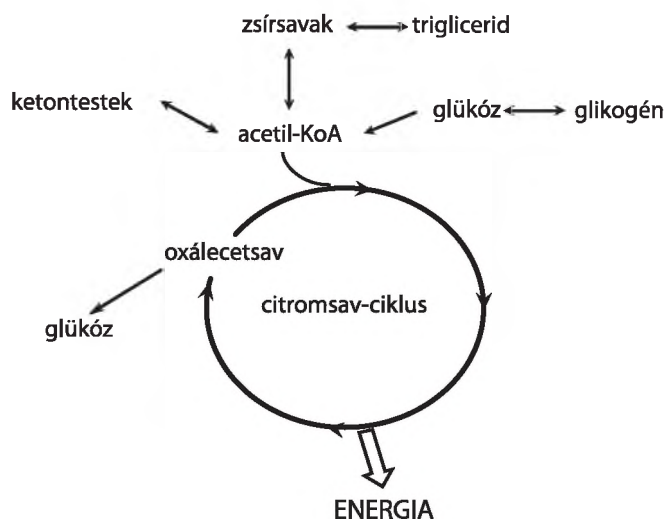 zsírsavak triglicerid
ketontestek
glükóz glikogén
acetil-KoA
oxálecetsav
citromsav-ciklus
glükóz
ENERGIA